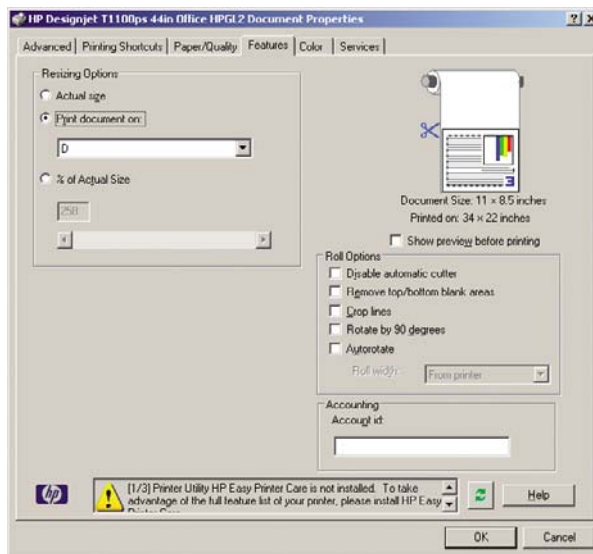 HP Designjet T1100ps 44in Office HPGL2 Document Properties
Advanced Printing Shortcuts Paper/Quality Features Color Services
Resizing Options
Actual size
Print document on:
D
% of Actual Size
258
Document Size: 11 × 8.5 inches
Printed on: 34 × 22 inches
Show preview before printing
Roll Options
Disable automatic cutter
Remove top/bottom blank areas
Crop lines
Rotate by 90 degrees
Autorotate
Roll width: From printer
Accounting
Account id:
hp
[1/3] Printer Utility HP Easy Printer Care is not installed. To take
advantage of the full feature list of your printer, please install HP Easy
Printer Care
Help
OK Cancel